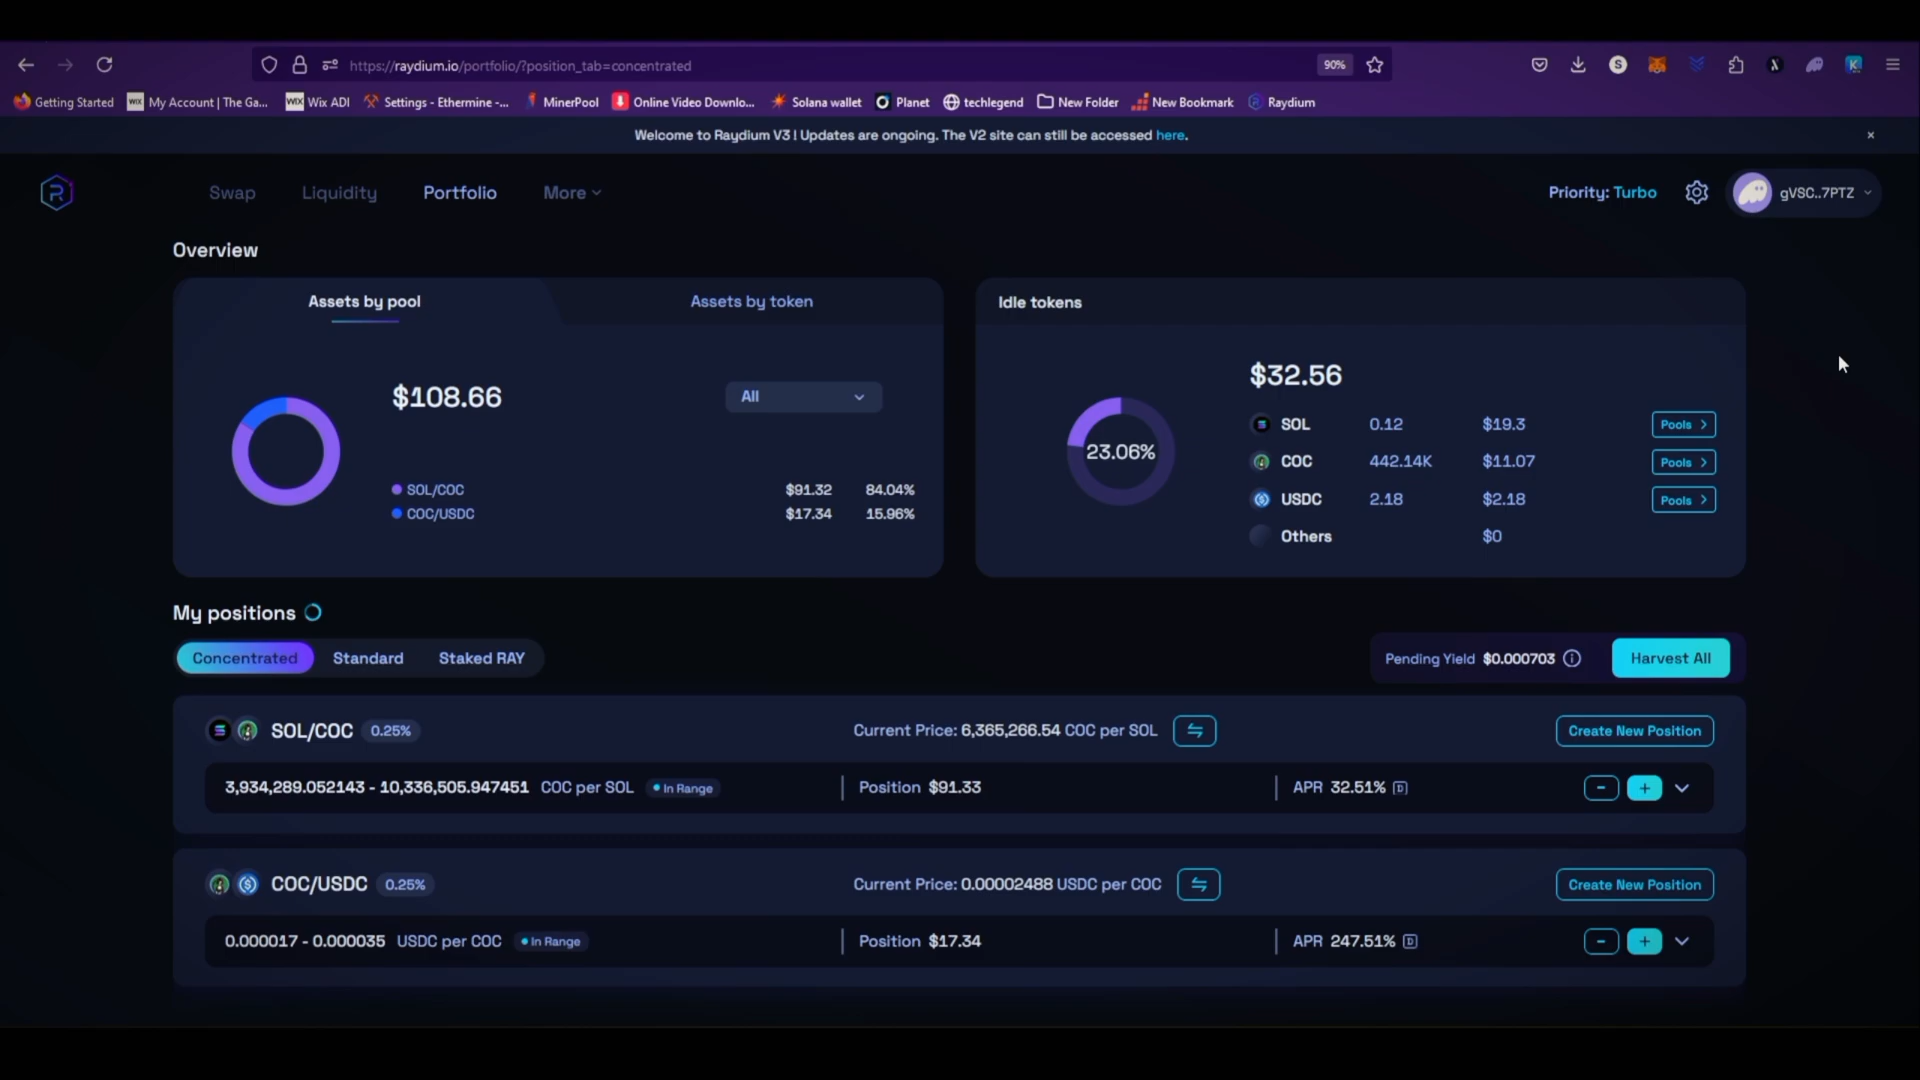 https://raydium.io/portfolio/?position_tab=concentrated
90%
Getting Started
My Account | The Ga...
Wix ADI
Settings - Ethermine -...
MinerPool
Online Video Downlo...
Solana wallet
Planet
techlegend
New Folder
New Bookmark
Raydium
Welcome to Raydium V3! Updates are ongoing. The V2 site can still be accessed here.
Swap
Liquidity
Portfolio
More
Priority: Turbo
gVSC..7PTZ
Overview
Assets by pool
Assets by token
$108.66
All
SOL/COC $91.32 84.04%
COC/USDC $17.34 15.96%
Idle tokens
$32.56
23.06%
SOL 0.12 $19.3 Pools
COC 442.14K $11.07 Pools
USDC 2.18 $2.18 Pools
Others $0
My positions
Concentrated
Standard
Staked RAY
Pending Yield $0.000703
Harvest All
SOL/COC 0.25%
Current Price: 6,365,266.54 COC per SOL
Create New Position
3,934,289.052143 - 10,336,505.947451 COC per SOL In Range
Position $91.33
APR 32.51% D
COC/USDC 0.25%
Current Price: 0.00002488 USDC per COC
Create New Position
0.000017 - 0.000035 USDC per COC In Range
Position $17.34
APR 247.51% D